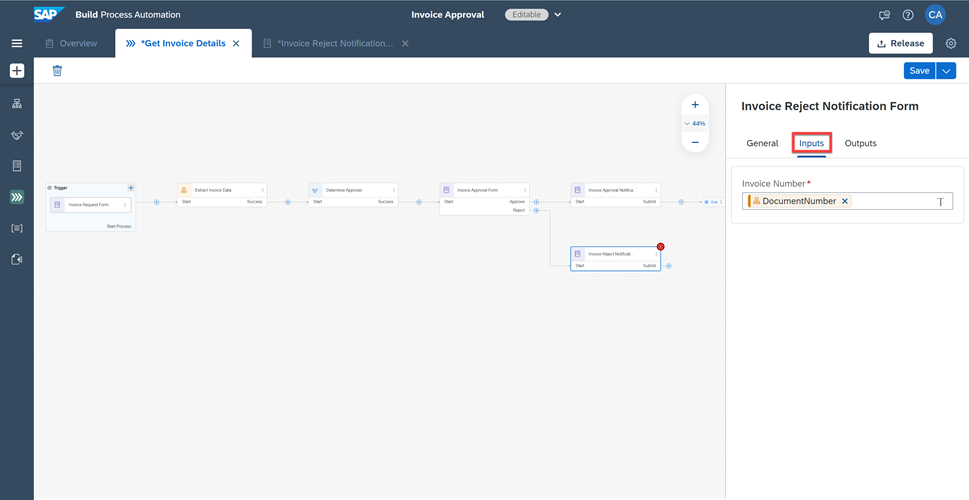 SAP Build Process Automation
Invoice Approval
Editable
CA
Overview
*Get Invoice Details
*Invoice Reject Notification...
Release
Save
44%
Invoice Reject Notification Form
General
Inputs
Outputs
Invoice Number*
DocumentNumber
Trigger
Invoice Request Form
Start Process
Extract Invoice Data
Start Success
Determine Approver
Start Success
Invoice Approval Form
Start Approve
Reject
Invoice Approval Notifica...
Start Submit
End
Invoice Reject Notificati...
Start Submit